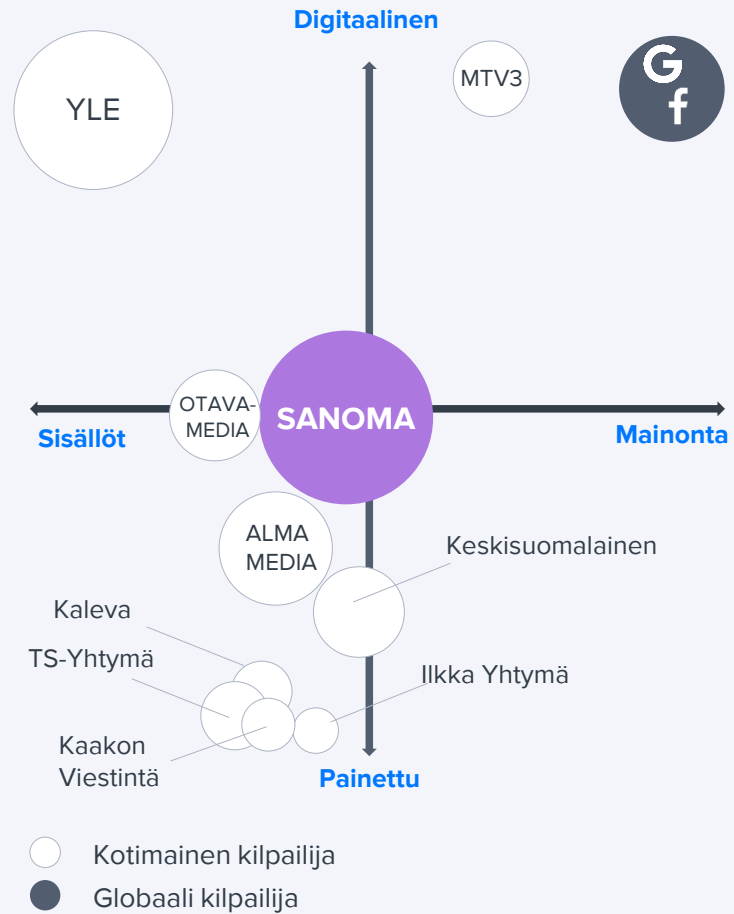 Digitaalinen
YLE
MTV3
G
f
OTAVA-
MEDIA
SANOMA
Sisällöt
Mainonta
ALMA
MEDIA
Keskisuomalainen
Kaleva
TS-Yhtymä
Ilkka Yhtymä
Kaakon
Viestintä
Painettu
Kotimainen kilpailija
Globaali kilpailija